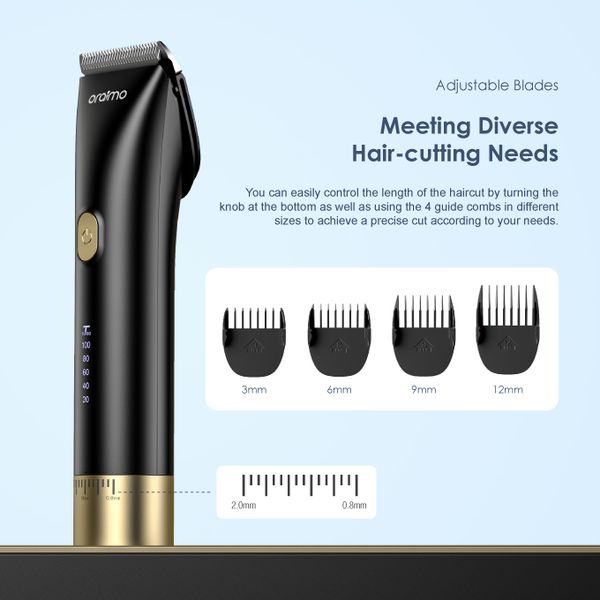 oraimo
Adjustable Blades
Meeting Diverse
Hair-cutting Needs
You can easily control the length of the haircut by turning the
knob at the bottom as well as using the 4 guide combs in different
sizes to achieve a precise cut according to your needs.
3mm 6mm 9mm 12mm
100
80
60
40
20
0.8mm
2.0mm 0.8mm